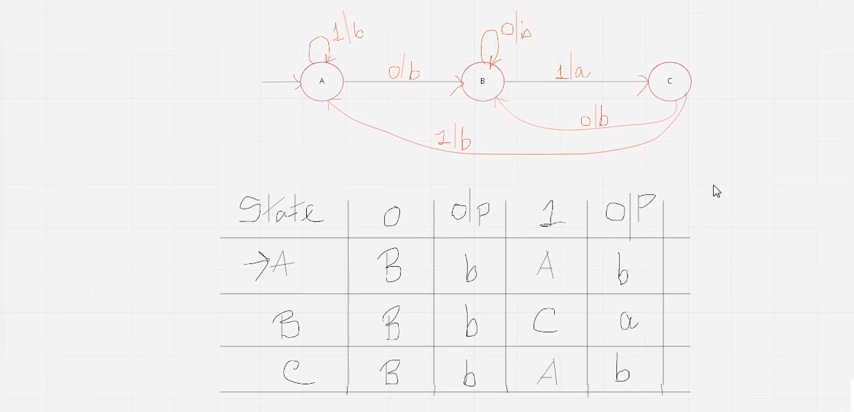 1|b
0|b
A
0|b
B
1|a
C
0|b
1|b
State 0 o|p 1 O|P
→A B b A b
B B b C a
C B b A b